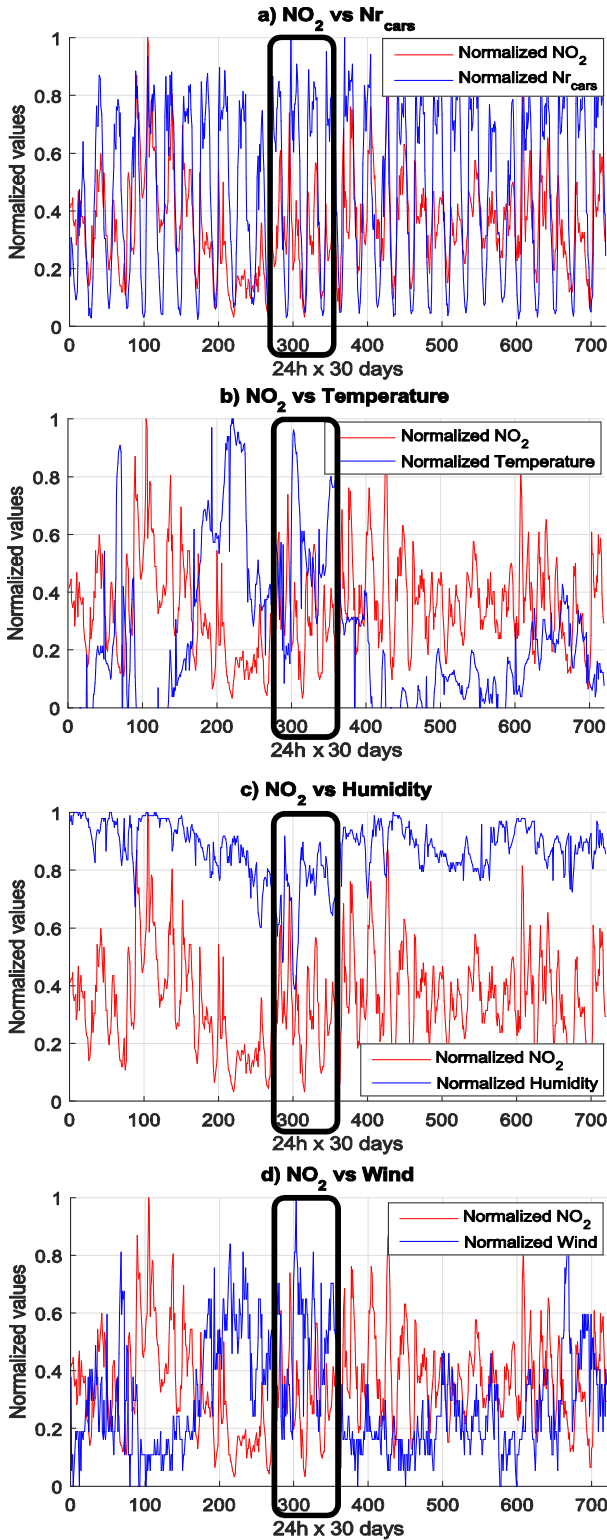 a) NO2 vs Nrcars
Normalized NO2
Normalized Nrcars
Normalized values
1
0.8
0.6
0.4
0.2
0
0 100 200 300 400 500 600 700
24h x 30 days
b) NO2 vs Temperature
Normalized NO2
Normalized Temperature
Normalized values
1
0.8
0.6
0.4
0.2
0
0 100 200 300 400 500 600 700
24h x 30 days
c) NO2 vs Humidity
Normalized values
1
0.8
0.6
0.4
0.2
0
Normalized NO2
Normalized Humidity
0 100 200 300 400 500 600 700
24h x 30 days
d) NO2 vs Wind
Normalized NO2
Normalized Wind
Normalized values
1
0.8
0.6
0.4
0.2
0
0 100 200 300 400 500 600 700
24h x 30 days